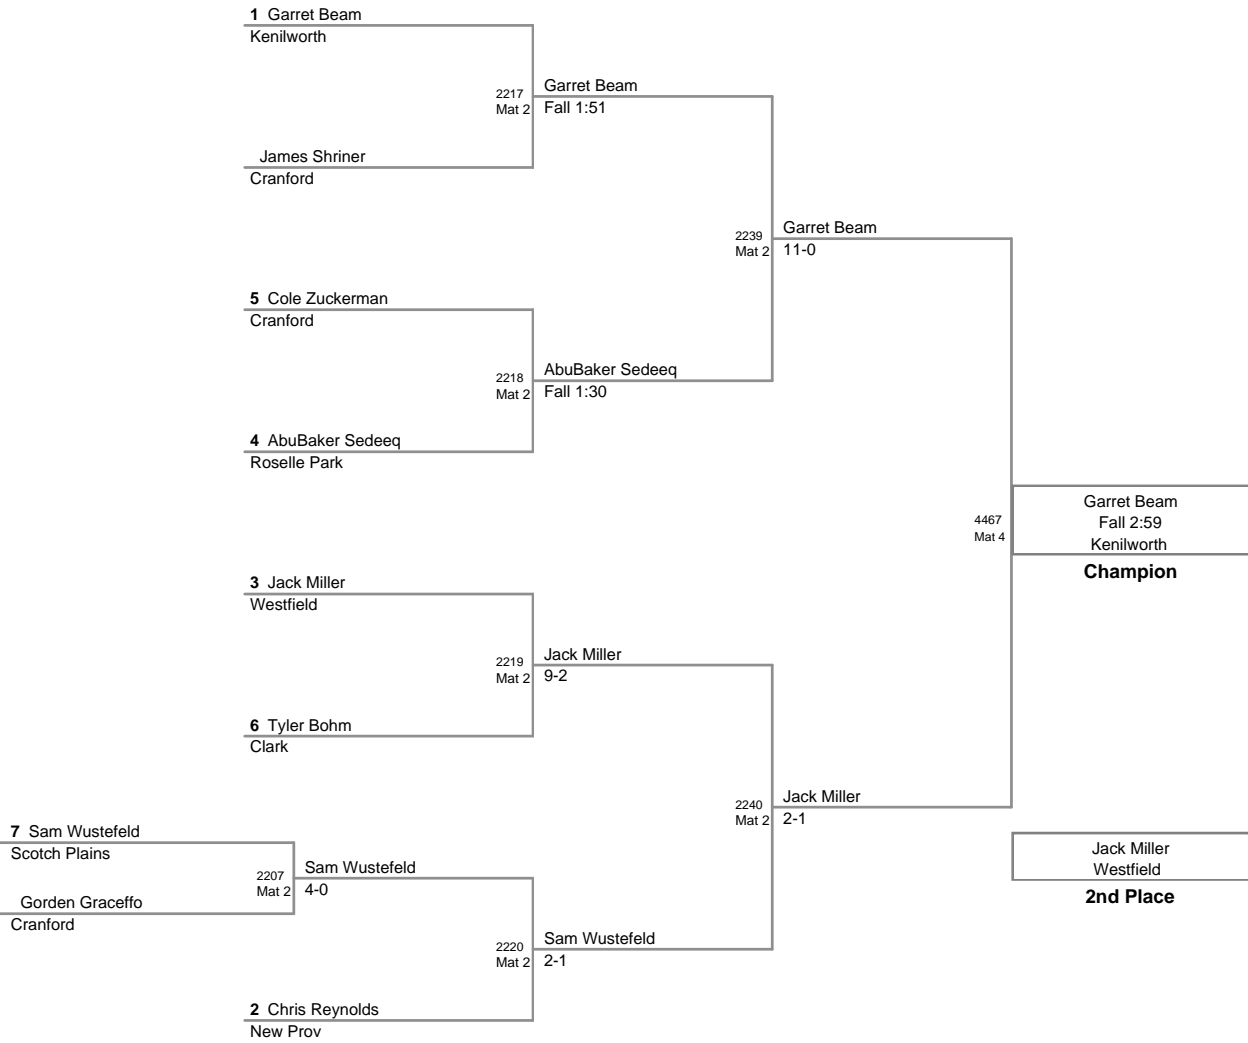 1 Garret Beam
Kenilworth
2217
Mat 2
Garret Beam
Fall 1:51
James Shriner
Cranford
2239
Mat 2
Garret Beam
11-0
5 Cole Zuckerman
Cranford
2218
Mat 2
AbuBaker Sedeeq
Fall 1:30
4 AbuBaker Sedeeq
Roselle Park
4467
Mat 4
Garret Beam
Fall 2:59
Kenilworth
Champion
3 Jack Miller
Westfield
2219
Mat 2
Jack Miller
9-2
6 Tyler Bohm
Clark
2240
Mat 2
Jack Miller
2-1
7 Sam Wustefeld
Scotch Plains
2207
Mat 2
Sam Wustefeld
4-0
Gorden Graceffo
Cranford
Jack Miller
Westfield
2nd Place
2220
Mat 2
Sam Wustefeld
2-1
2 Chris Reynolds
New Prov